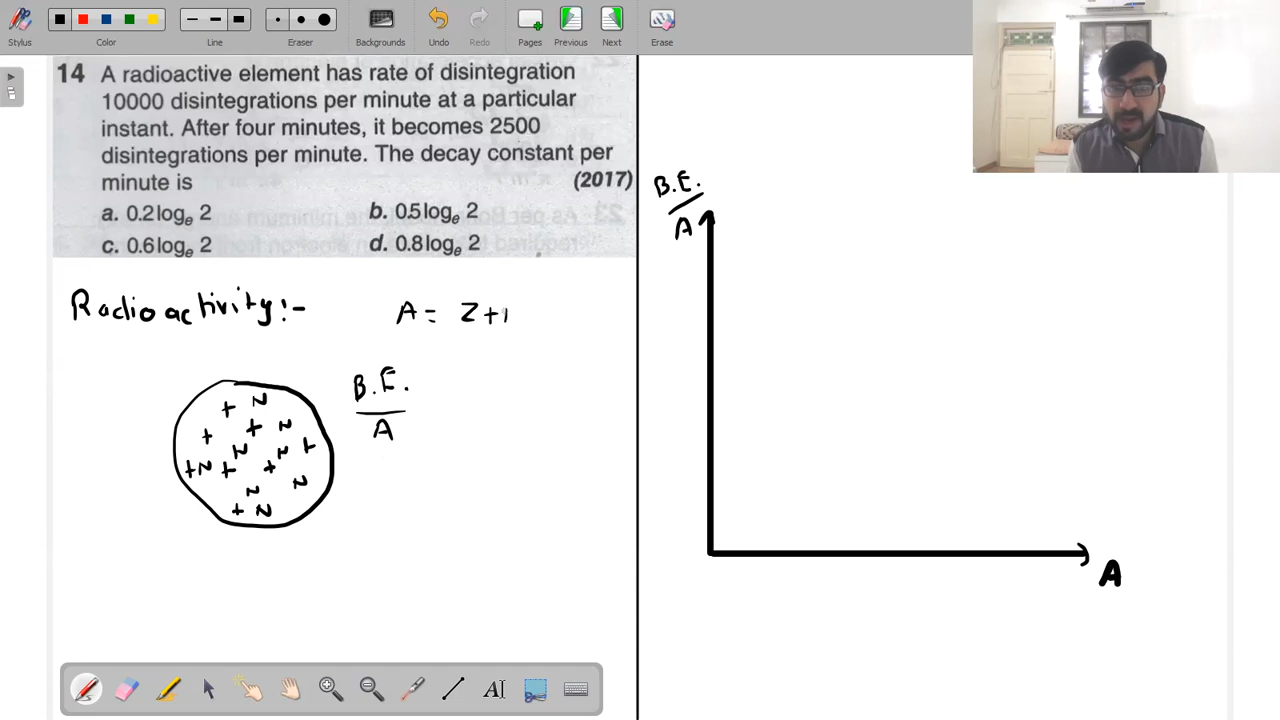 Stylus
Color
Line
Eraser
Backgrounds
Undo
Redo
Pages
Previous
Next
Erase
14 A radioactive element has rate of disintegration
10000 disintegrations per minute at a particular
instant. After four minutes, it becomes 2500
disintegrations per minute. The decay constant per
minute is (2017)
a. 0.2 logₑ 2 b. 0.5 logₑ 2
c. 0.6 logₑ 2 d. 0.8 logₑ 2
Radioactivity:-
A = Z+
B.E.
A
+ N
+ + N
N N +
+N + +
N N
+ N
B.E.
A
A